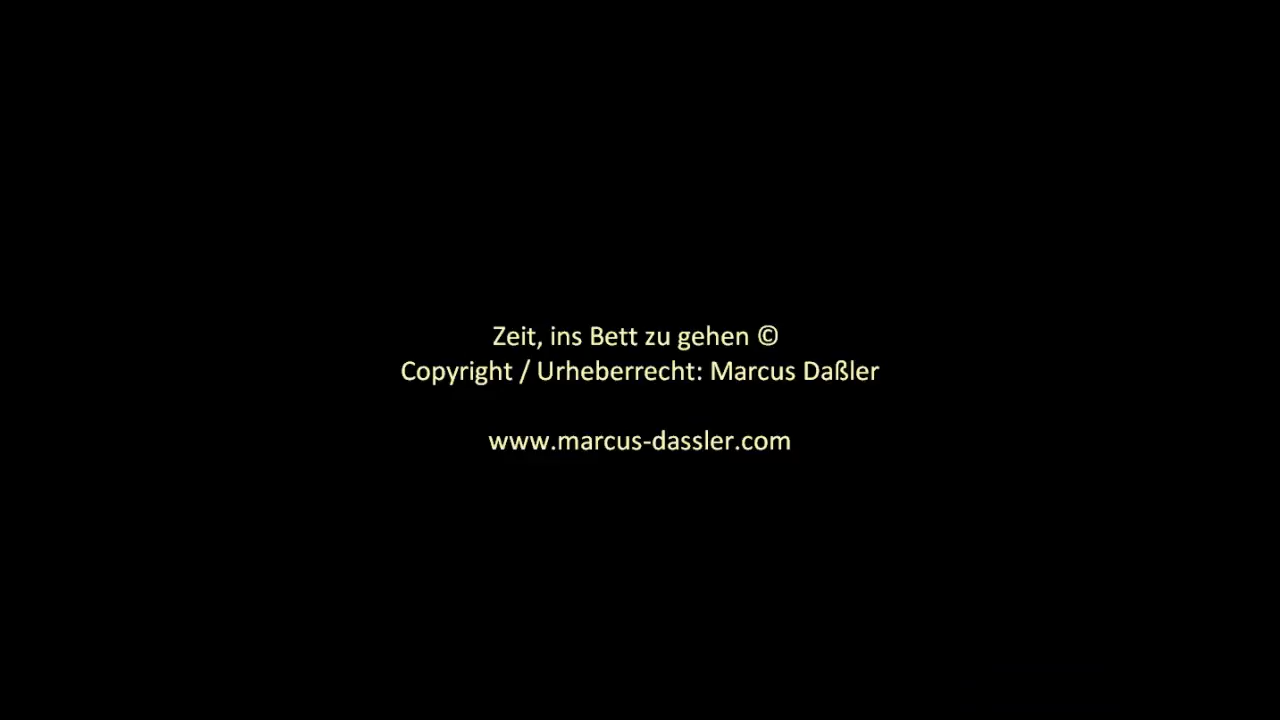 Zeit, ins Bett zu gehen ©
Copyright / Urheberrecht: Marcus Daßler
www.marcus-dassler.com